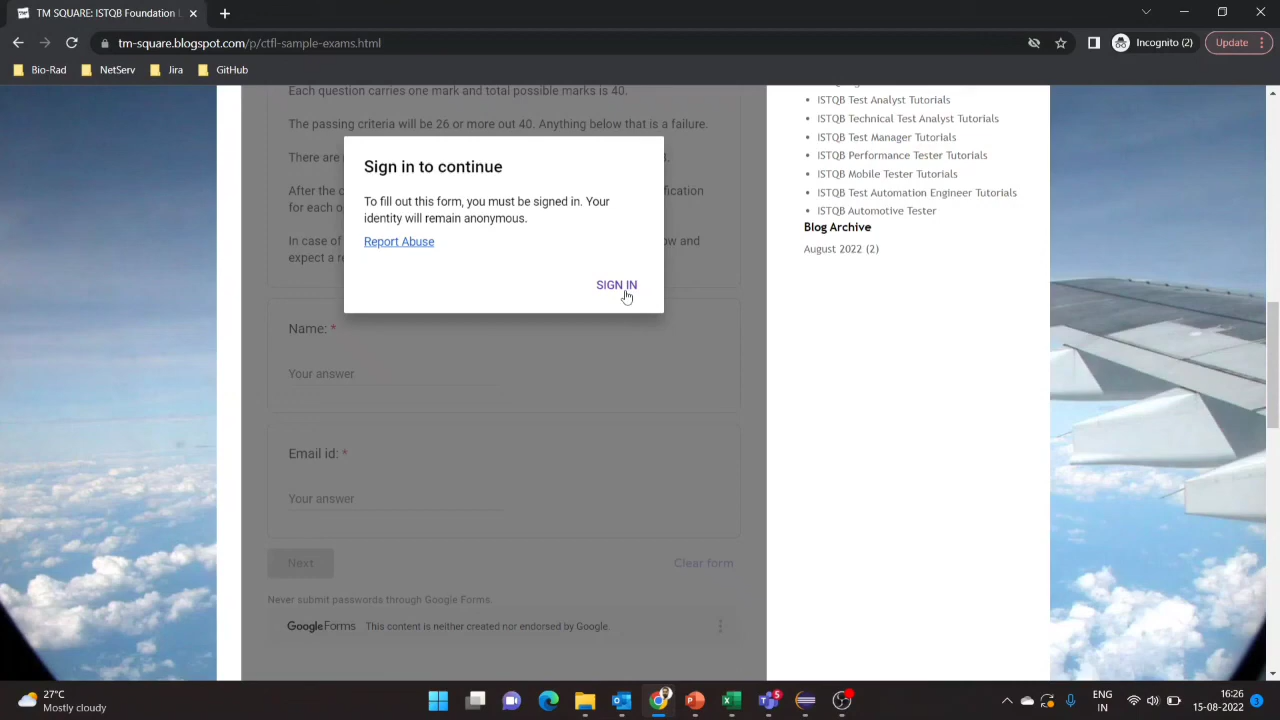 TM SQUARE: ISTQB Foundation L
tm-square.blogspot.com/p/ctfl-sample-exams.html
Incognito (2)
Update
Bio-Rad
NetServ
Jira
GitHub
Each question carries one mark and total possible marks is 40.
The passing criteria will be 26 or more out 40. Anything below that is a failure.
There are
After the
for each o
In case of
expect a re
fication
ow and
Sign in to continue
To fill out this form, you must be signed in. Your
identity will remain anonymous.
Report Abuse
SIGN IN
Name: *
Your answer
Email id: *
Your answer
Next
Clear form
Never submit passwords through Google Forms.
Google Forms This content is neither created nor endorsed by Google.
ISTQB Test Analyst Tutorials
ISTQB Technical Test Analyst Tutorials
ISTQB Test Manager Tutorials
ISTQB Performance Tester Tutorials
ISTQB Mobile Tester Tutorials
ISTQB Test Automation Engineer Tutorials
ISTQB Automotive Tester
Blog Archive
August 2022 (2)
27°C
Mostly cloudy
5
ENG
IN
16:26
15-08-2022
3